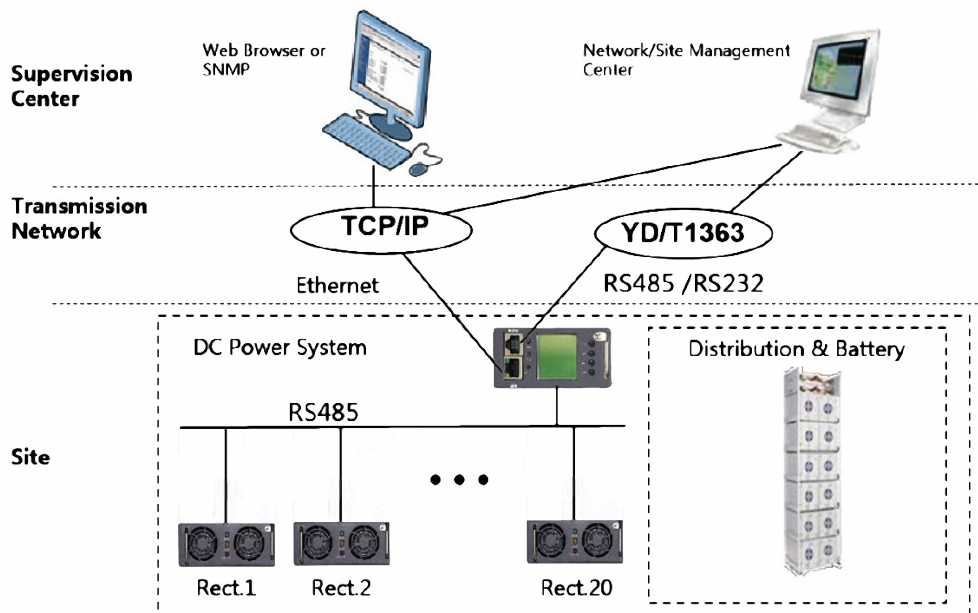 Supervision
Center
Web Browser or
SNMP
Network/Site Management
Center
Transmission
Network
TCP/IP
YD/T1363
Ethernet
RS485 /RS232
Site
DC Power System
Distribution & Battery
RS485
Rect.1
Rect.2
Rect.20